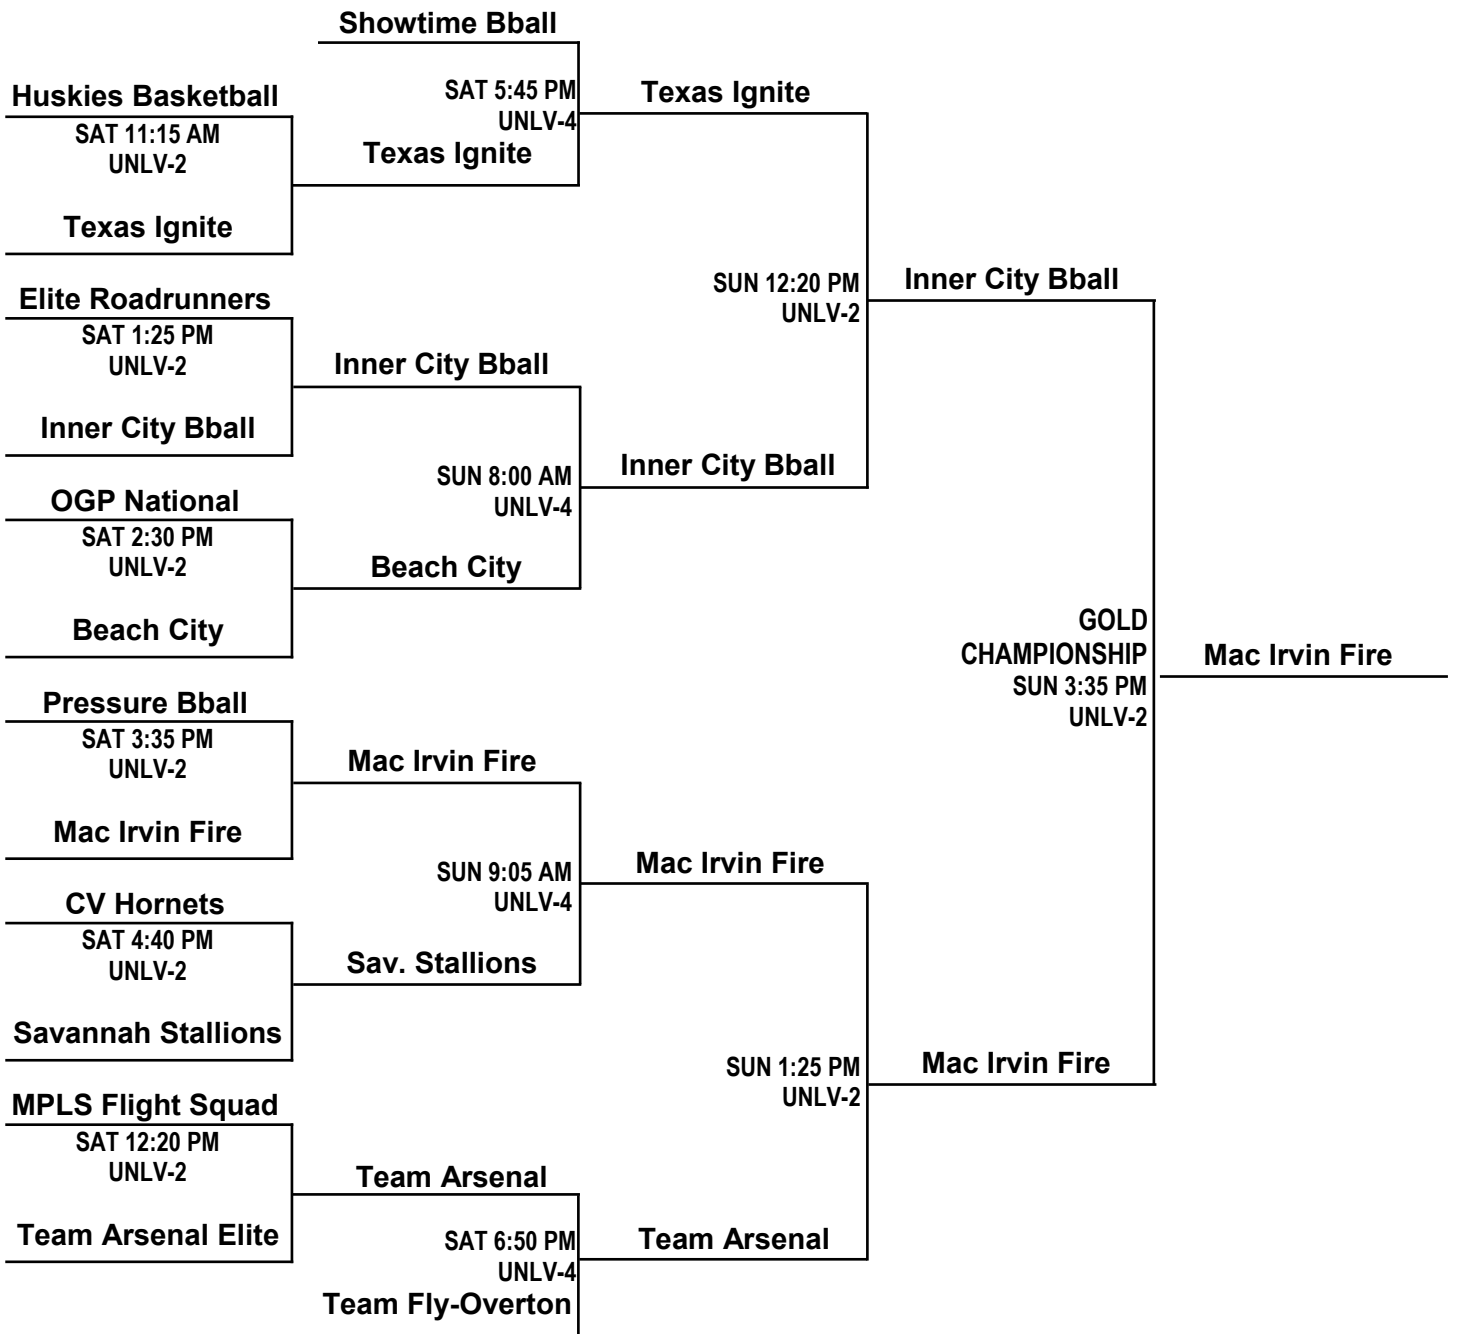 Showtime Bball
Huskies Basketball
SAT 5:45 PM
UNLV-4
Texas Ignite
SAT 11:15 AM
UNLV-2
Texas Ignite
Texas Ignite
Elite Roadrunners
SAT 1:25 PM
UNLV-2
SUN 12:20 PM
UNLV-2
Inner City Bball
Inner City Bball
Inner City Bball
SUN 8:00 AM
UNLV-4
Inner City Bball
OGP National
SAT 2:30 PM
UNLV-2
Beach City
Beach City
GOLD
CHAMPIONSHIP
SUN 3:35 PM
UNLV-2
Mac Irvin Fire
Pressure Bball
SAT 3:35 PM
UNLV-2
Mac Irvin Fire
Mac Irvin Fire
SUN 9:05 AM
UNLV-4
Mac Irvin Fire
CV Hornets
SAT 4:40 PM
UNLV-2
Sav. Stallions
Savannah Stallions
SUN 1:25 PM
UNLV-2
Mac Irvin Fire
MPLS Flight Squad
SAT 12:20 PM
UNLV-2
Team Arsenal
Team Arsenal Elite
SAT 6:50 PM
UNLV-4
Team Arsenal
Team Fly-Overton